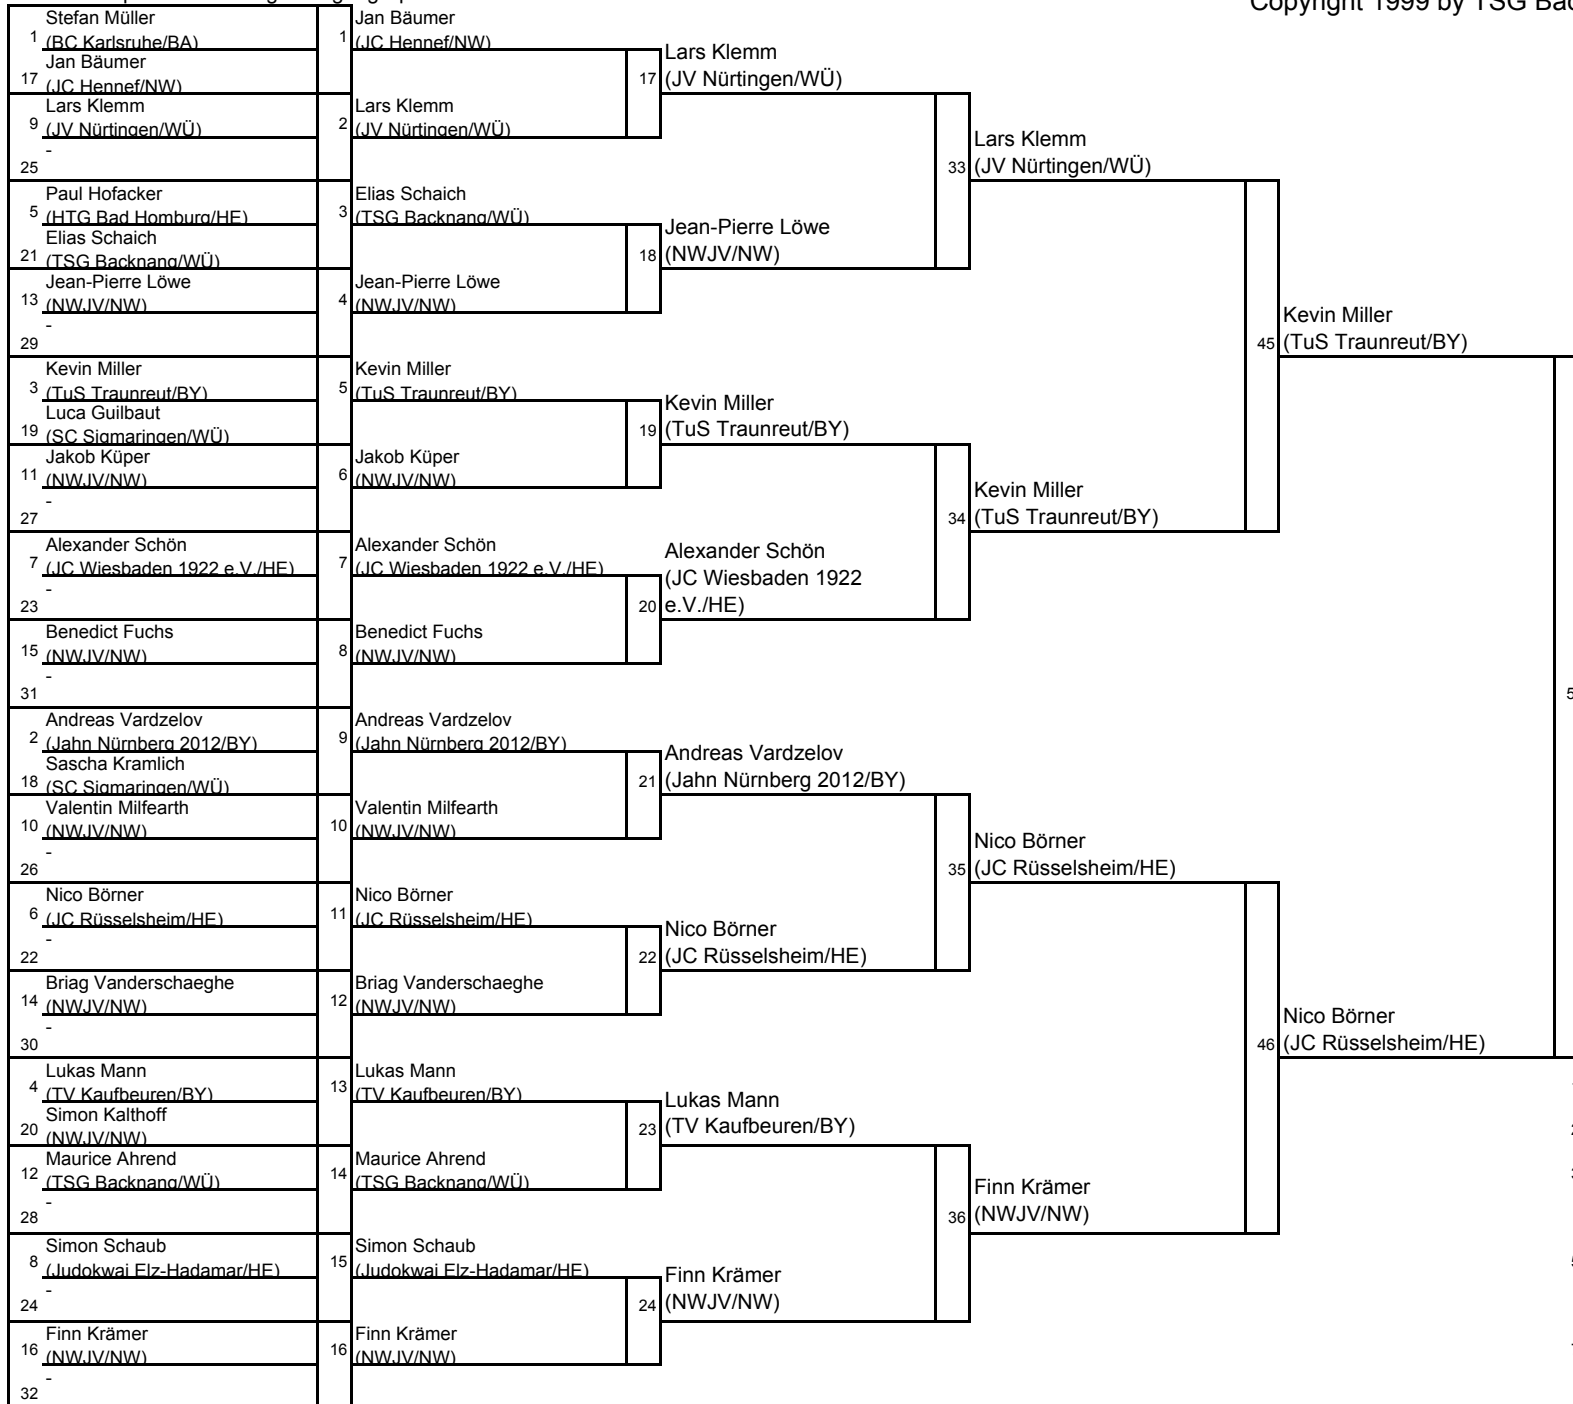 Copyright 1999 by TSG Bac
Stefan Müller
1 (BC Karlsruhe/BA)
Jan Bäumer
17 (JC Hennef/NW)
Lars Klemm
9 (JV Nürtingen/WÜ)
-
25
Paul Hofacker
5 (HTG Bad Homburg/HE)
Elias Schaich
21 (TSG Backnang/WÜ)
Jean-Pierre Löwe
13 (NWJV/NW)
-
29
Kevin Miller
3 (TuS Traunreut/BY)
Luca Guilbaut
19 (SC Sigmaringen/WÜ)
Jakob Küper
11 (NWJV/NW)
-
27
Alexander Schön
7 (JC Wiesbaden 1922 e.V./HE)
-
23
Benedict Fuchs
15 (NWJV/NW)
-
31
Andreas Vardzelov
2 (Jahn Nürnberg 2012/BY)
Sascha Kramlich
18 (SC Sigmaringen/WÜ)
Valentin Milfearth
10 (NWJV/NW)
-
26
Nico Börner
6 (JC Rüsselsheim/HE)
-
22
Briag Vanderschaeghe
14 (NWJV/NW)
-
30
Lukas Mann
4 (TV Kaufbeuren/BY)
Simon Kalthoff
20 (NWJV/NW)
Maurice Ahrend
12 (TSG Backnang/WÜ)
-
28
Simon Schaub
8 (Judokwai Elz-Hadamar/HE)
-
24
Finn Krämer
16 (NWJV/NW)
-
32
Jan Bäumer
1 (JC Hennef/NW)
Lars Klemm
2 (JV Nürtingen/WÜ)
Elias Schaich
3 (TSG Backnang/WÜ)
Jean-Pierre Löwe
4 (NWJV/NW)
Kevin Miller
5 (TuS Traunreut/BY)
Jakob Küper
6 (NWJV/NW)
Alexander Schön
7 (JC Wiesbaden 1922 e.V./HE)
Benedict Fuchs
8 (NWJV/NW)
Andreas Vardzelov
9 (Jahn Nürnberg 2012/BY)
Valentin Milfearth
10 (NWJV/NW)
Nico Börner
11 (JC Rüsselsheim/HE)
Briag Vanderschaeghe
12 (NWJV/NW)
Lukas Mann
13 (TV Kaufbeuren/BY)
Maurice Ahrend
14 (TSG Backnang/WÜ)
Simon Schaub
15 (Judokwai Elz-Hadamar/HE)
Finn Krämer
16 (NWJV/NW)
Lars Klemm
17 (JV Nürtingen/WÜ)
Jean-Pierre Löwe
18 (NWJV/NW)
Kevin Miller
19 (TuS Traunreut/BY)
Alexander Schön
(JC Wiesbaden 1922
20 e.V./HE)
Andreas Vardzelov
21 (Jahn Nürnberg 2012/BY)
Nico Börner
22 (JC Rüsselsheim/HE)
Lukas Mann
23 (TV Kaufbeuren/BY)
Finn Krämer
24 (NWJV/NW)
Lars Klemm
33 (JV Nürtingen/WÜ)
Kevin Miller
34 (TuS Traunreut/BY)
Nico Börner
35 (JC Rüsselsheim/HE)
Finn Krämer
36 (NWJV/NW)
Kevin Miller
45 (TuS Traunreut/BY)
Nico Börner
46 (JC Rüsselsheim/HE)